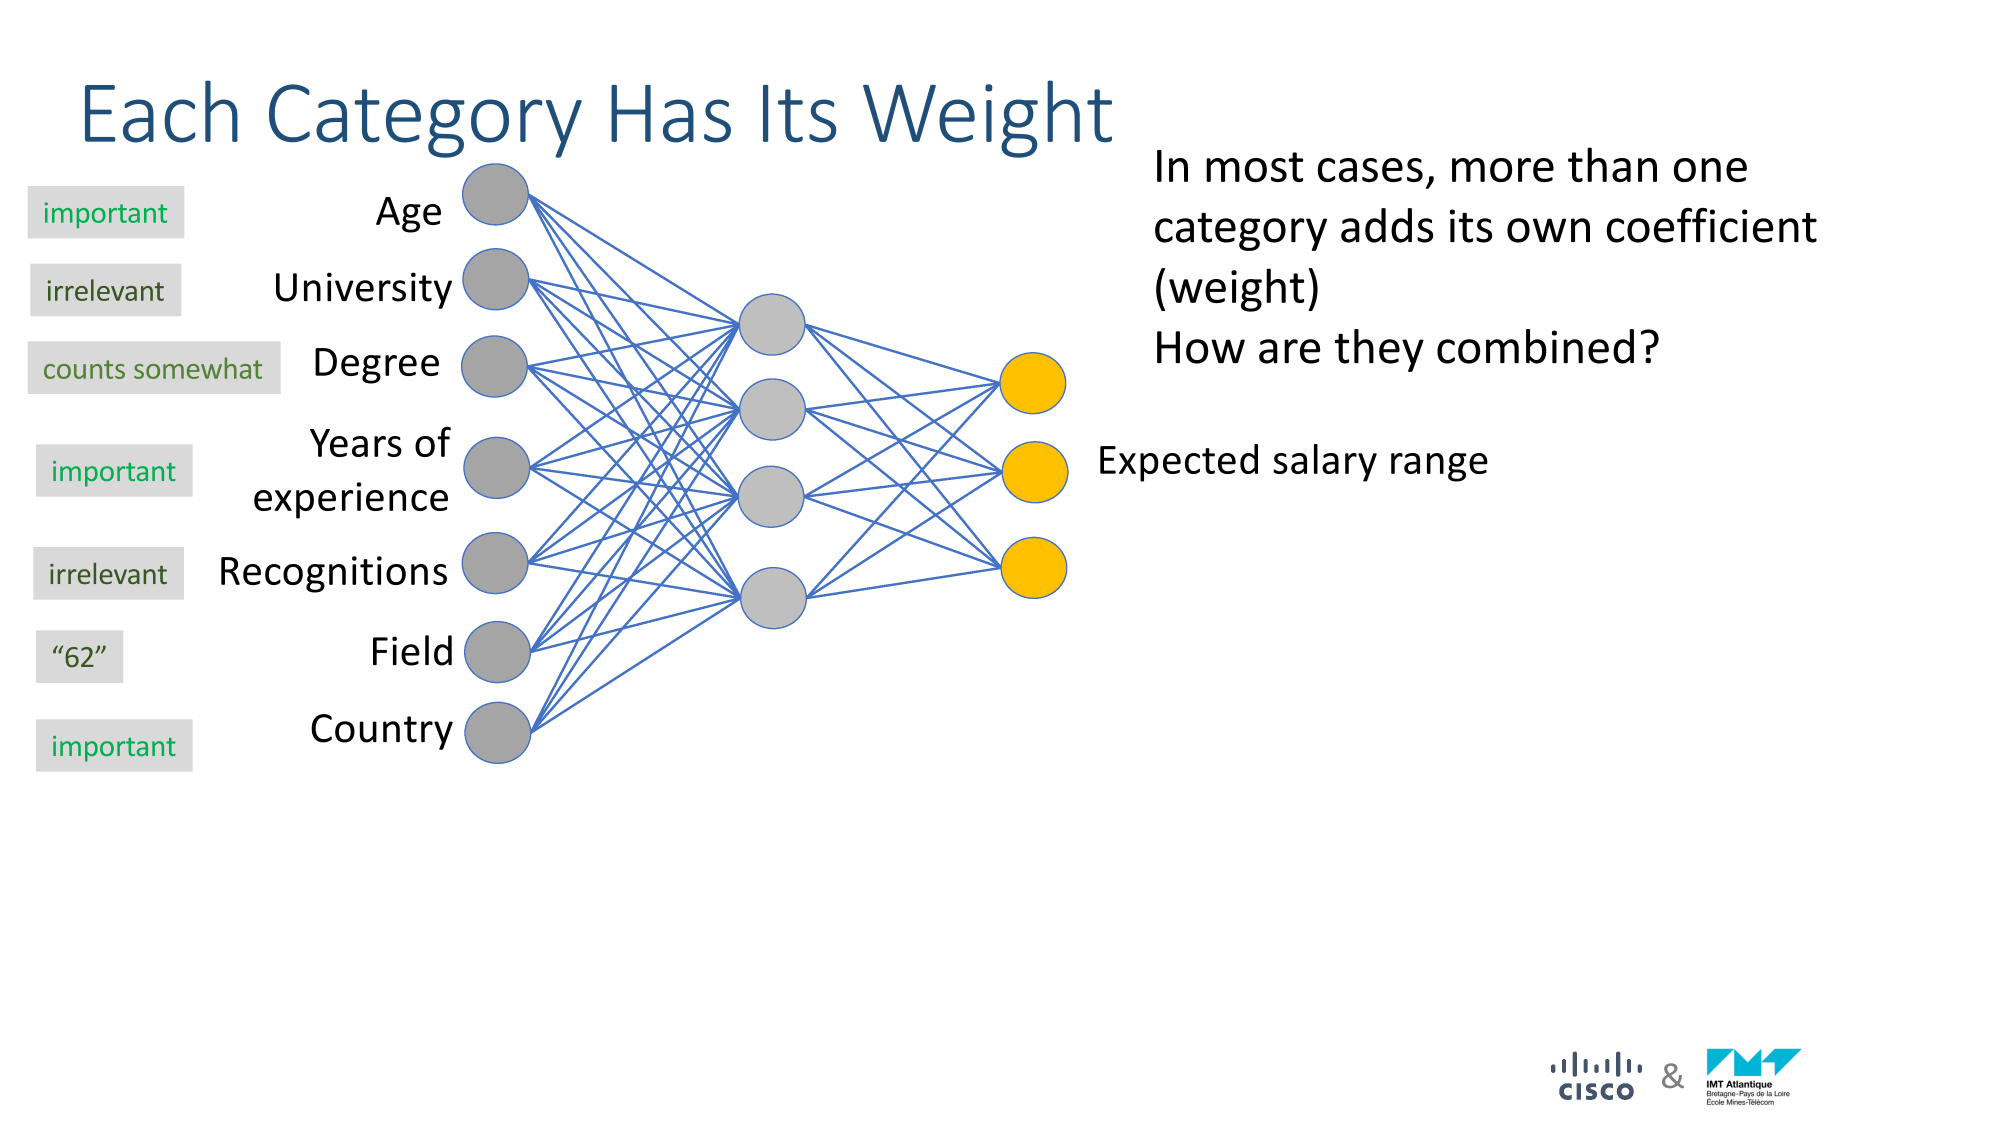 Each Category Has Its Weight
In most cases, more than one
category adds its own coefficient
(weight)
How are they combined?
important
Age
irrelevant
University
counts somewhat
Degree
important
Years of
experience
Expected salary range
irrelevant
Recognitions
“62”
Field
important
Country
CISCO
&
IMT Atlantique
Bretagne-Pays de la Loire
École Mines-Télécom